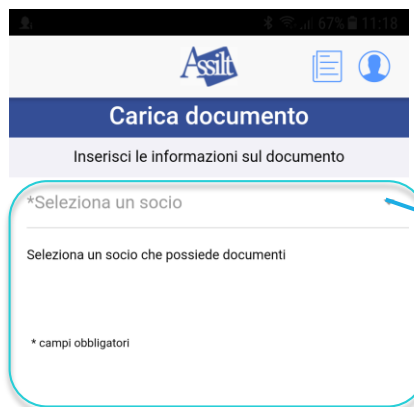 67% 11:18
Assilt
Carica documento
Inserisci le informazioni sul documento
*Seleziona un socio
Seleziona un socio che possiede documenti
* campi obbligatori